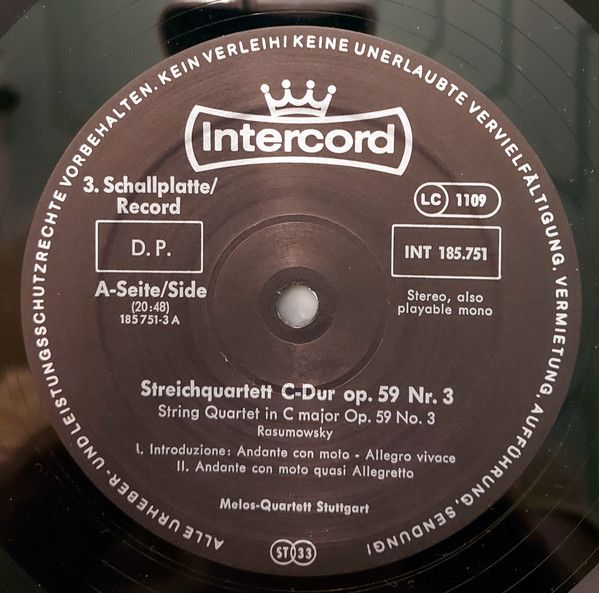 ALLE URHEBER- UND LEISTUNGSSCHUTZRECHTE VORBEHALTEN. KEIN VERLEIH! KEINE UNERLAUBTE VERVIELFÄLTIGUNG, VERMIETUNG, AUFFÜHRUNG, SENDUNG!
Intercord
3. Schallplatte/
Record
LC 1109
D.P.
INT 185.751
A-Seite/Side
(20:48)
185 751-3 A
Stereo, also
playable mono
Streichquartett C-Dur op. 59 Nr. 3
String Quartet in C major Op. 59 No. 3
Rasumowsky
I. Introduzione: Andante con moto - Allegro vivace
II. Andante con moto quasi Allegretto
Melos-Quartett Stuttgart
ST 33